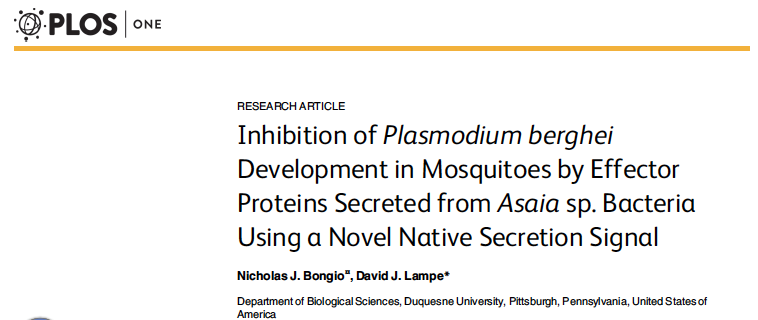 PLOS ONE
RESEARCH ARTICLE
Inhibition of Plasmodium berghei
Development in Mosquitoes by Effector
Proteins Secreted from Asaia sp. Bacteria
Using a Novel Native Secretion Signal
Nicholas J. Bongio¤, David J. Lampe*
Department of Biological Sciences, Duquesne University, Pittsburgh, Pennsylvania, United States of
America